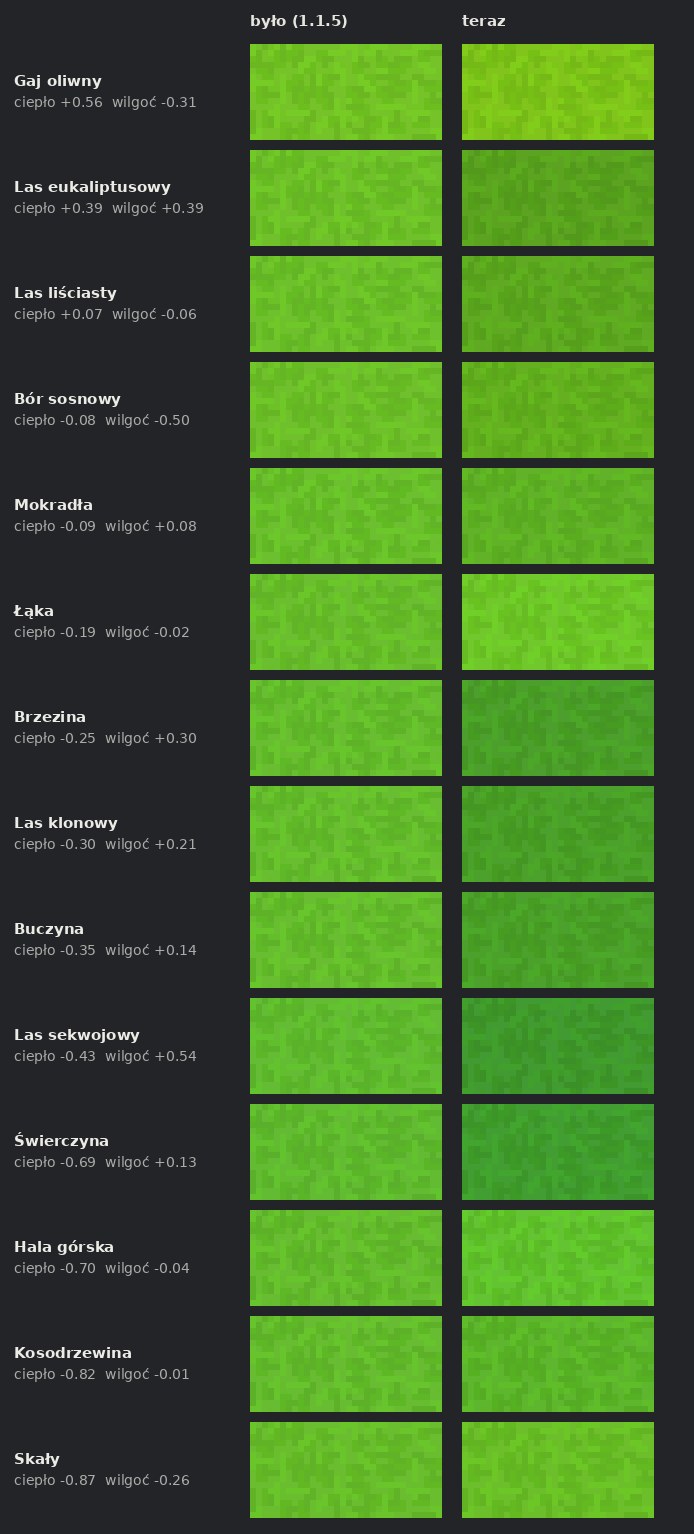 było (1.1.5) teraz
Gaj oliwny
ciepło +0.56 wilgoć -0.31
Las eukaliptusowy
ciepło +0.39 wilgoć +0.39
Las liściasty
ciepło +0.07 wilgoć -0.06
Bór sosnowy
ciepło -0.08 wilgoć -0.50
Mokradła
ciepło -0.09 wilgoć +0.08
Łąka
ciepło -0.19 wilgoć -0.02
Brzezina
ciepło -0.25 wilgoć +0.30
Las klonowy
ciepło -0.30 wilgoć +0.21
Buczyna
ciepło -0.35 wilgoć +0.14
Las sekwojowy
ciepło -0.43 wilgoć +0.54
Świerczyna
ciepło -0.69 wilgoć +0.13
Hala górska
ciepło -0.70 wilgoć -0.04
Kosodrzewina
ciepło -0.82 wilgoć -0.01
Skały
ciepło -0.87 wilgoć -0.26